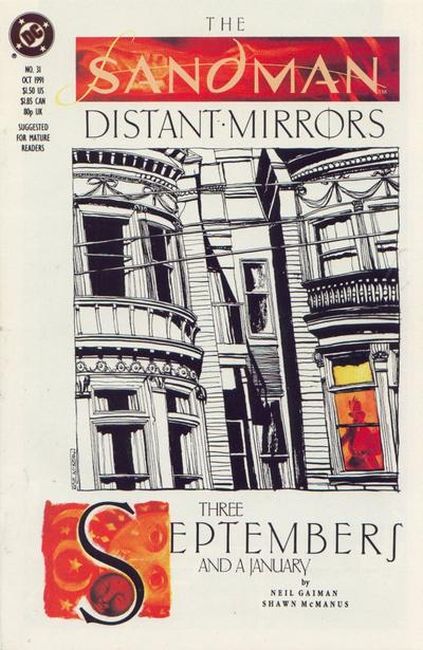 THE
SANDMAN
TM
DISTANT·MIRRORS
DC
NO. 31
OCT 1991
$1.50 US
$1.85 CAN
80p UK
SUGGESTED
FOR MATURE
READERS
THREE
SEPTEMBERS
AND A JANUARY
by
NEIL GAIMAN
SHAWN McMANUS